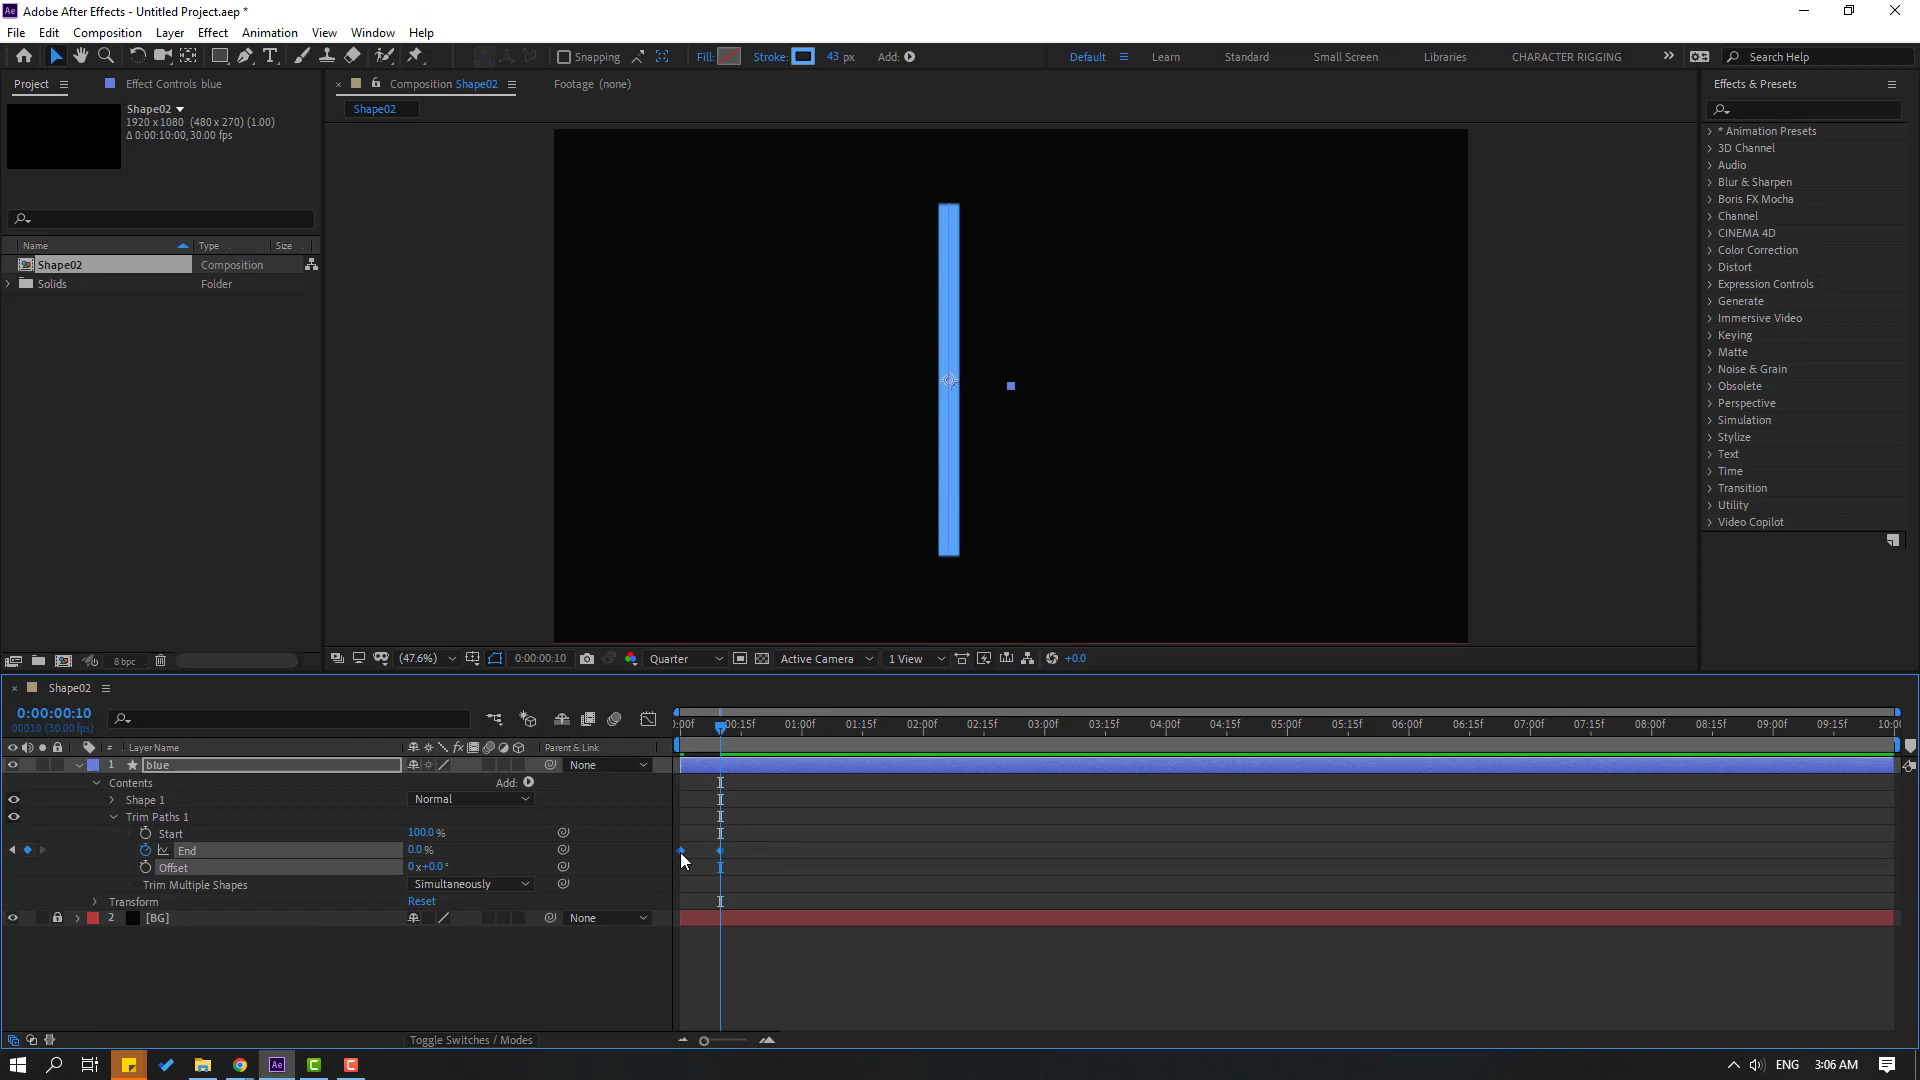 Ae Adobe After Effects - Untitled Project.aep *
File Edit Composition Layer Effect Animation View Window Help
Snapping Fill: Stroke: 43 px Add: Default Learn Standard Small Screen Libraries CHARACTER RIGGING Search Help
Project Effect Controls blue
Composition Shape02 Footage (none)
Shape02
Shape02
1920 x 1080 (480 x 270) (1.00)
Δ 0:00:10:00, 30.00 fps
Name Type Size
Shape02 Composition
Solids Folder
8 bpc
(47.6%) 0:00:00:10 Quarter Active Camera 1 View +0.0
Effects & Presets
* Animation Presets
3D Channel
Audio
Blur & Sharpen
Boris FX Mocha
Channel
CINEMA 4D
Color Correction
Distort
Expression Controls
Generate
Immersive Video
Keying
Matte
Noise & Grain
Obsolete
Perspective
Simulation
Stylize
Text
Time
Transition
Utility
Video Copilot
Shape02
0:00:00:10
00010 (30.00 fps)
):00f 00:15f 01:00f 01:15f 02:00f 02:15f 03:00f 03:15f 04:00f 04:15f 05:00f 05:15f 06:00f 06:15f 07:00f 07:15f 08:00f 08:15f 09:00f 09:15f 10:00
# Layer Name fx Parent & Link
1 blue None
Contents Add:
Shape 1 Normal
Trim Paths 1
Start 100.0 %
End 0.0 %
Offset 0 x+0.0 °
Trim Multiple Shapes Simultaneously
Transform Reset
2 [BG] None
Toggle Switches / Modes
Ae C C ENG 3:06 AM